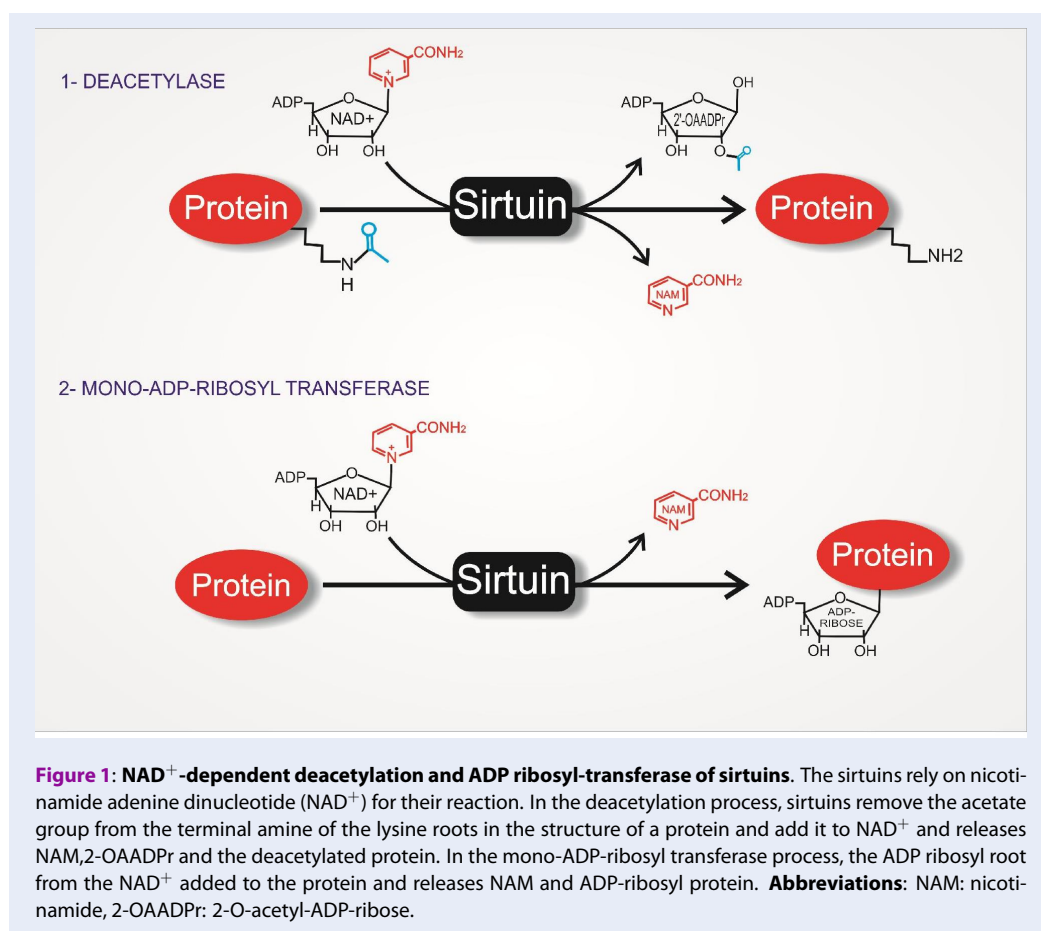 1- DEACETYLASE
CONH₂
N
+
ADP
O
NAD+
H
OH OH
ADP
O
OH
2'-OAADPr
H
OH O
O
Protein
Sirtuin
Protein
O
N
H
NH2
CONH₂
NAM
N
2- MONO-ADP-RIBOSYL TRANSFERASE
CONH₂
N
+
ADP
O
NAD+
H
OH OH
CONH₂
NAM
N
Protein
Sirtuin
Protein
ADP
O
ADP-
RIBOSE
H
OH OH
Figure 1: NAD⁺-dependent deacetylation and ADP ribosyl-transferase of sirtuins. The sirtuins rely on nicoti-
namide adenine dinucleotide (NAD⁺) for their reaction. In the deacetylation process, sirtuins remove the acetate
group from the terminal amine of the lysine roots in the structure of a protein and add it to NAD⁺ and releases
NAM,2-OAADPr and the deacetylated protein. In the mono-ADP-ribosyl transferase process, the ADP ribosyl root
from the NAD⁺ added to the protein and releases NAM and ADP-ribosyl protein. Abbreviations: NAM: nicoti-
namide, 2-OAADPr: 2-O-acetyl-ADP-ribose.